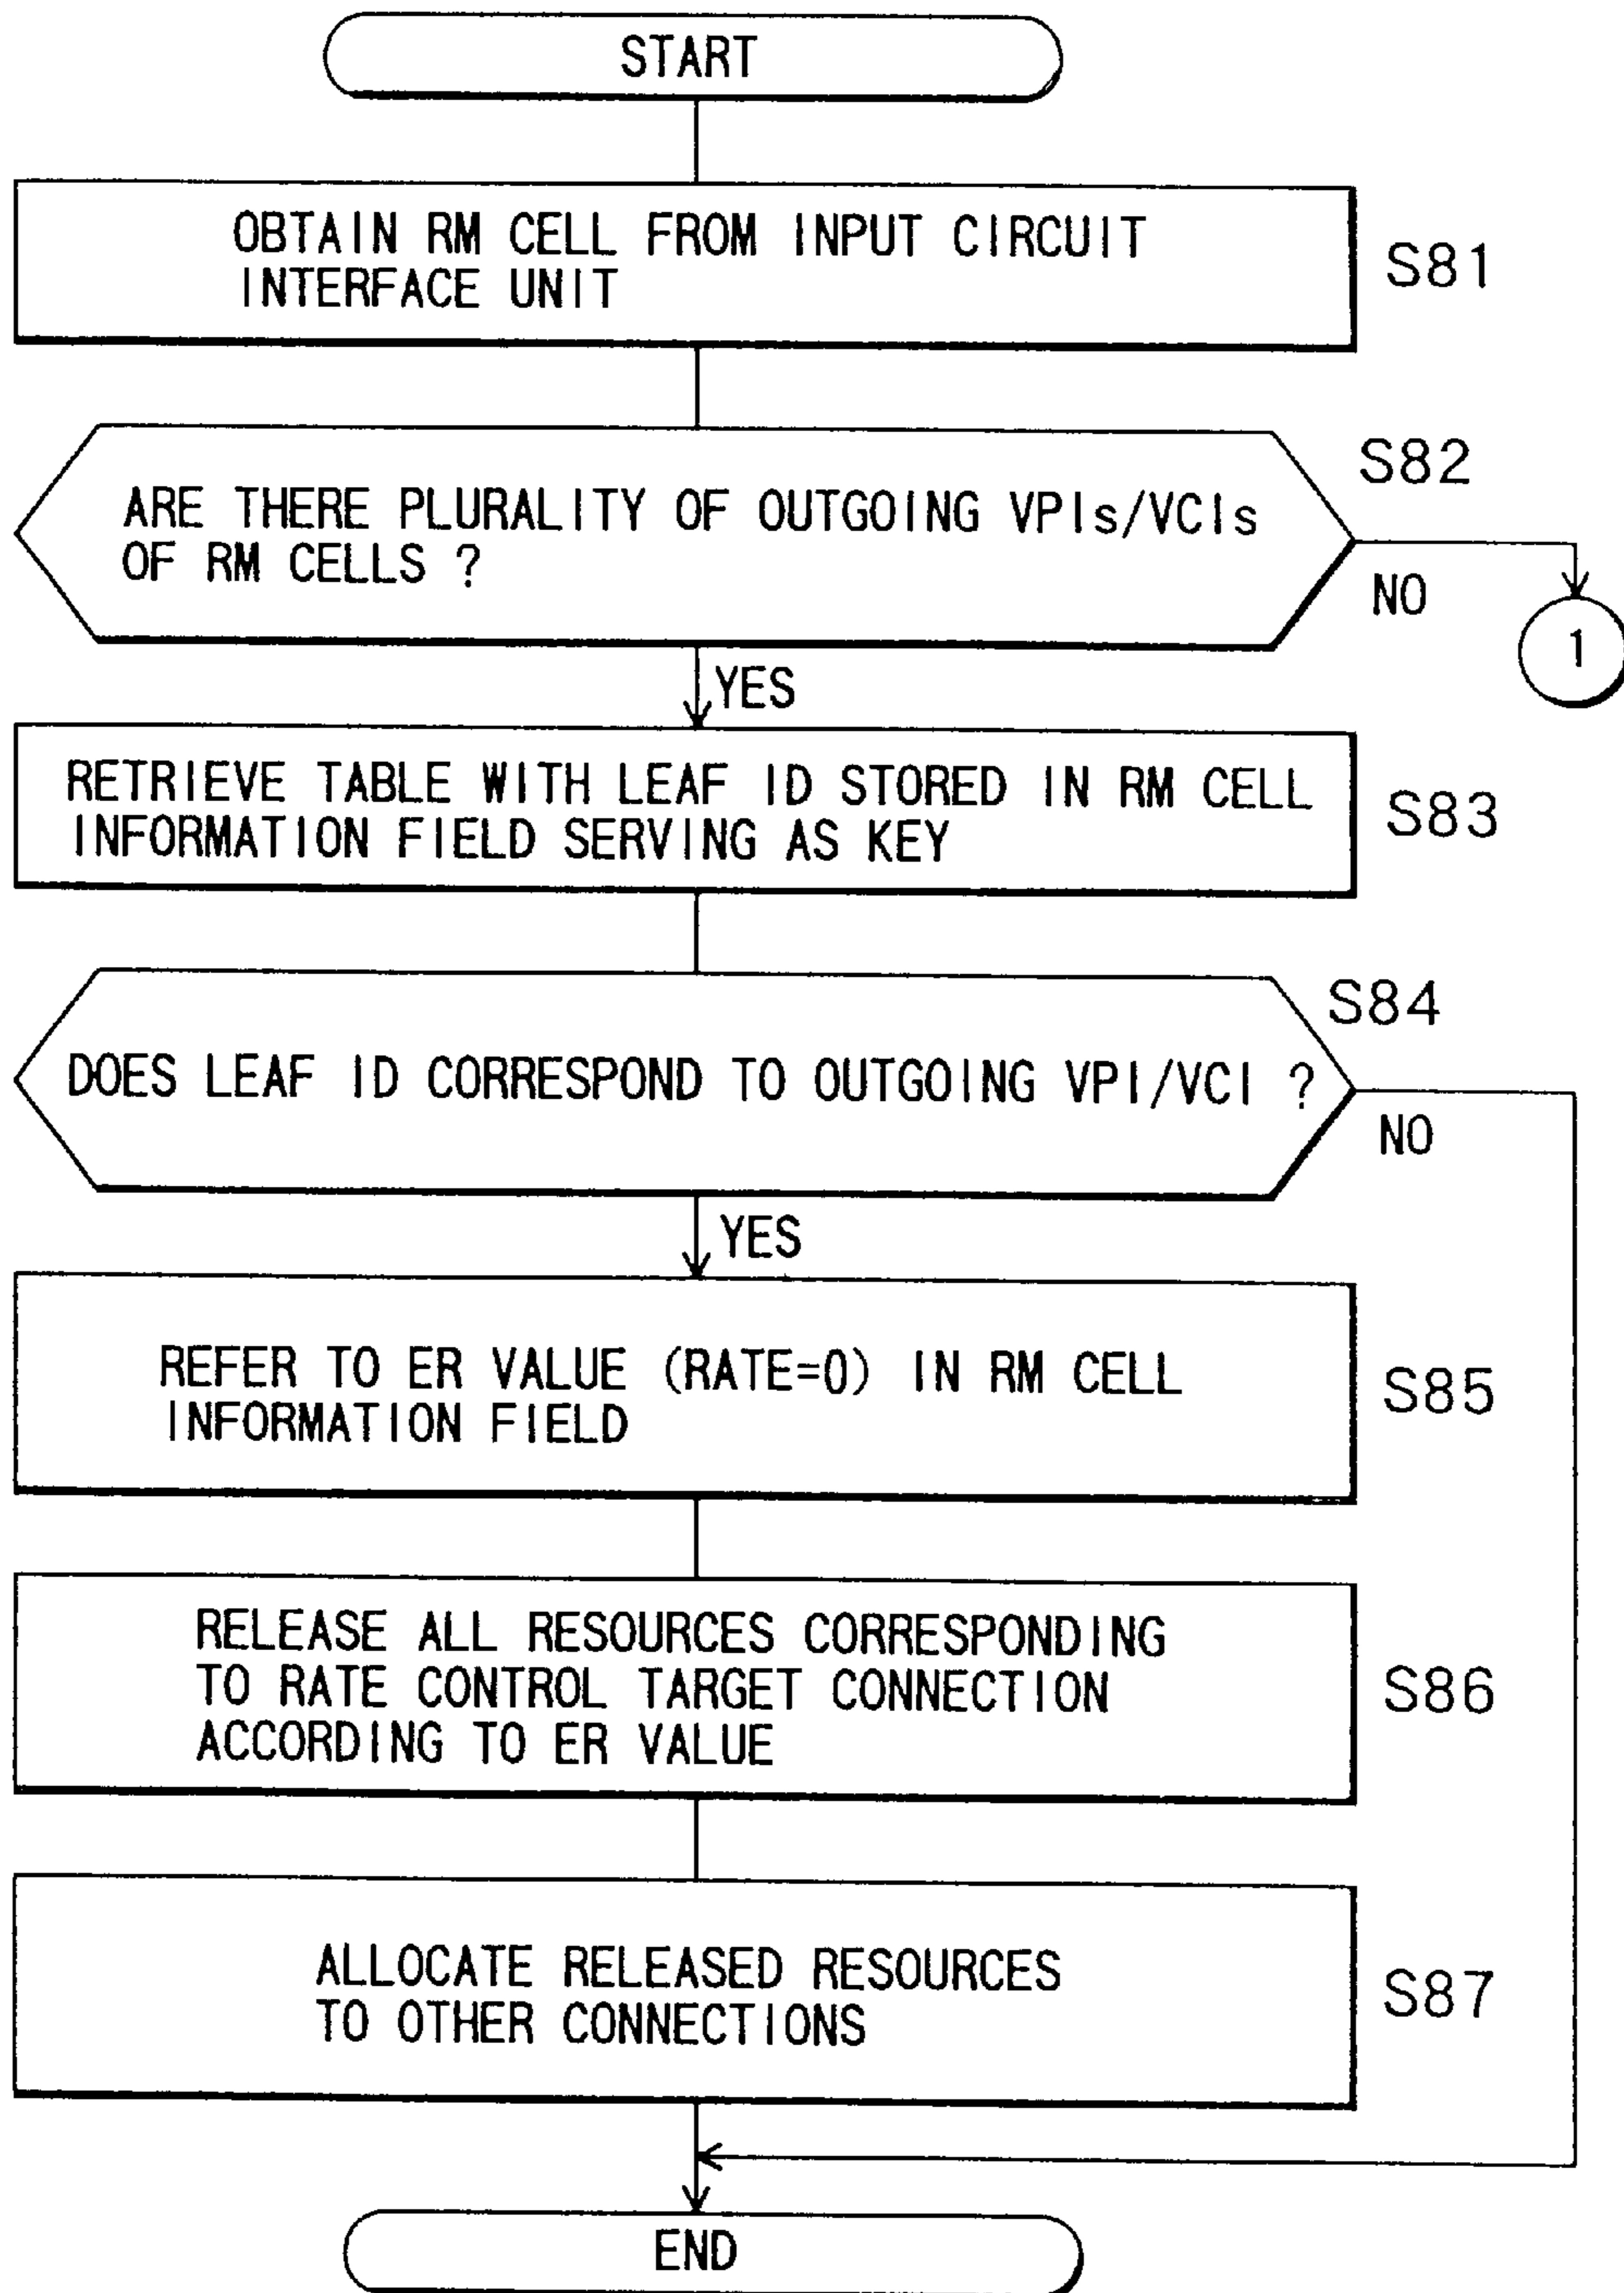 START
OBTAIN RM CELL FROM INPUT CIRCUIT
INTERFACE UNIT
S81
S82
ARE THERE PLURALITY OF OUTGOING VPIs/VCIs
OF RM CELLS ?
NO
1
YES
RETRIEVE TABLE WITH LEAF ID STORED IN RM CELL
INFORMATION FIELD SERVING AS KEY
S83
S84
DOES LEAF ID CORRESPOND TO OUTGOING VPI/VCI ?
NO
YES
REFER TO ER VALUE (RATE=0) IN RM CELL
INFORMATION FIELD
S85
RELEASE ALL RESOURCES CORRESPONDING
TO RATE CONTROL TARGET CONNECTION
ACCORDING TO ER VALUE
S86
ALLOCATE RELEASED RESOURCES
TO OTHER CONNECTIONS
S87
END